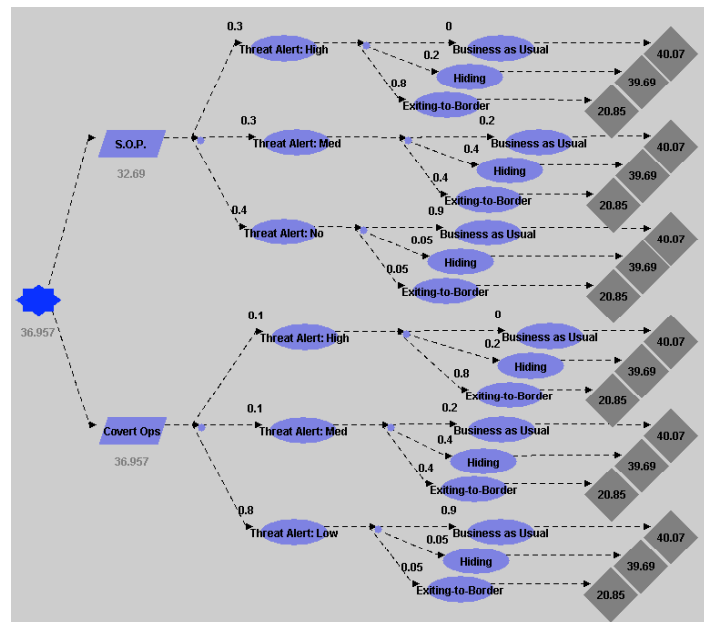 0.3
0
Threat Alert: High
Business as Usual
40.07
0.2
Hiding
39.69
0.8
Exiting-to-Border
20.85
S.O.P.
32.69
0.3
Threat Alert: Med
0.2
Business as Usual
40.07
0.4
Hiding
39.69
0.4
Exiting-to-Border
20.85
0.4
Threat Alert: No
0.9
Business as Usual
40.07
0.05
Hiding
39.69
0.05
Exiting-to-Border
20.85
36.957
0.1
Threat Alert: High
0
Business as Usual
40.07
0.2
Hiding
39.69
0.8
Exiting-to-Border
20.85
Covert Ops
36.957
0.1
Threat Alert: Med
0.2
Business as Usual
40.07
0.4
Hiding
39.69
0.4
Exiting-to-Border
20.85
0.8
Threat Alert: Low
0.9
Business as Usual
40.07
0.05
Hiding
39.69
0.05
Exiting-to-Border
20.85